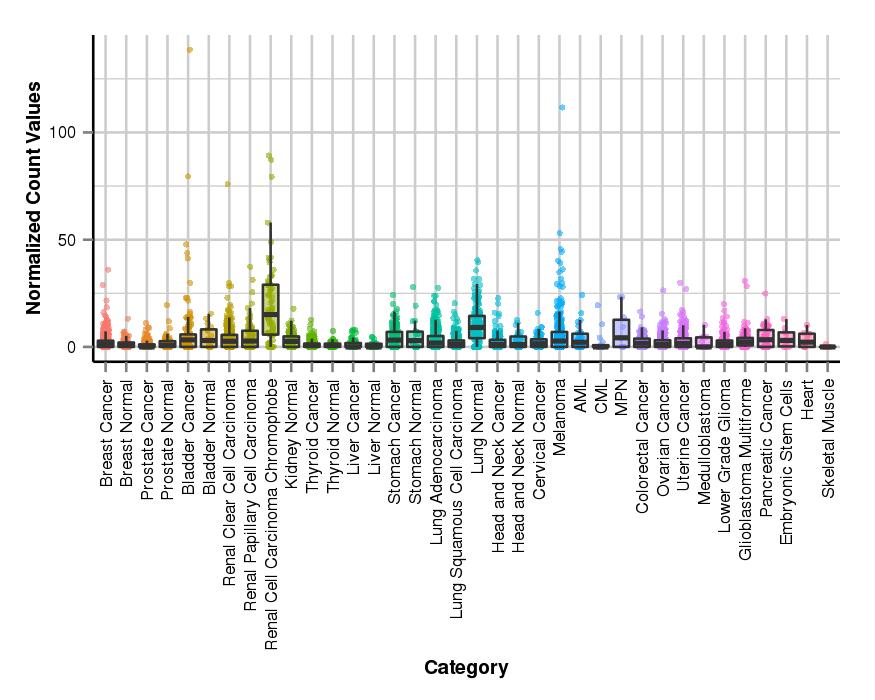 Normalized Count Values
100
50
0
Breast Cancer
Breast Normal
Prostate Cancer
Prostate Normal
Bladder Cancer
Bladder Normal
Renal Clear Cell Carcinoma
Renal Papillary Cell Carcinoma
Renal Cell Carcinoma Chromophobe
Kidney Normal
Thyroid Cancer
Thyroid Normal
Liver Cancer
Liver Normal
Stomach Cancer
Stomach Normal
Lung Adenocarcinoma
Lung Squamous Cell Carcinoma
Lung Normal
Head and Neck Cancer
Head and Neck Normal
Cervical Cancer
Melanoma
AML
CML
MPN
Colorectal Cancer
Ovarian Cancer
Uterine Cancer
Medulloblastoma
Lower Grade Glioma
Glioblastoma Multiforme
Pancreatic Cancer
Embryonic Stem Cells
Heart
Skeletal Muscle
Category